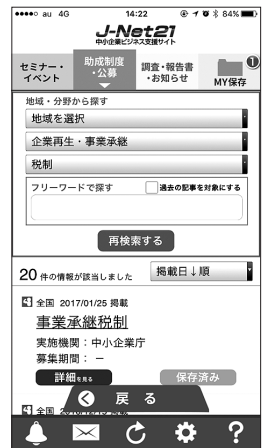 au 4G 14:22 84%
J-Net21
中小企業ビジネス支援サイト
セミナー・イベント
助成制度・公募
調査・報告書・お知らせ
MY保存
1
地域・分野から探す
地域を選択
企業再生・事業承継
税制
フリーワードで探す 過去の記事を対象にする
再検索する
20 件の情報が該当しました 掲載日↓順
全国 2017/01/25 掲載
事業承継税制
実施機関：中小企業庁
募集期間：－
詳細を見る 保存済み
戻る
全国